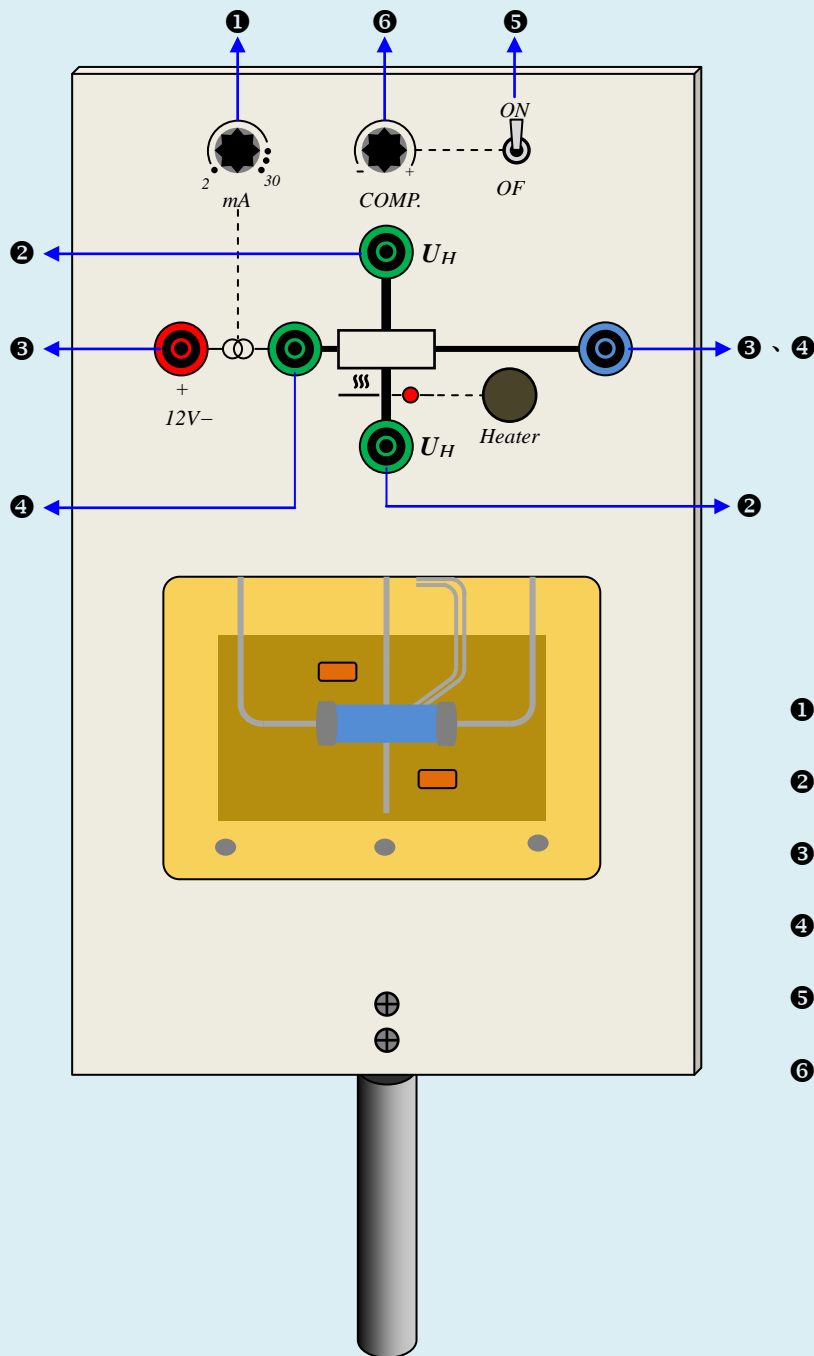 ❶ ❻ ❺
ON
2 30
mA
- +
COMP.
OF
❷ U_H
❸ ❸、❹
+
12V–
Heater
U_H
❹ ❷
❶
❷
❸
❹
❺
❻